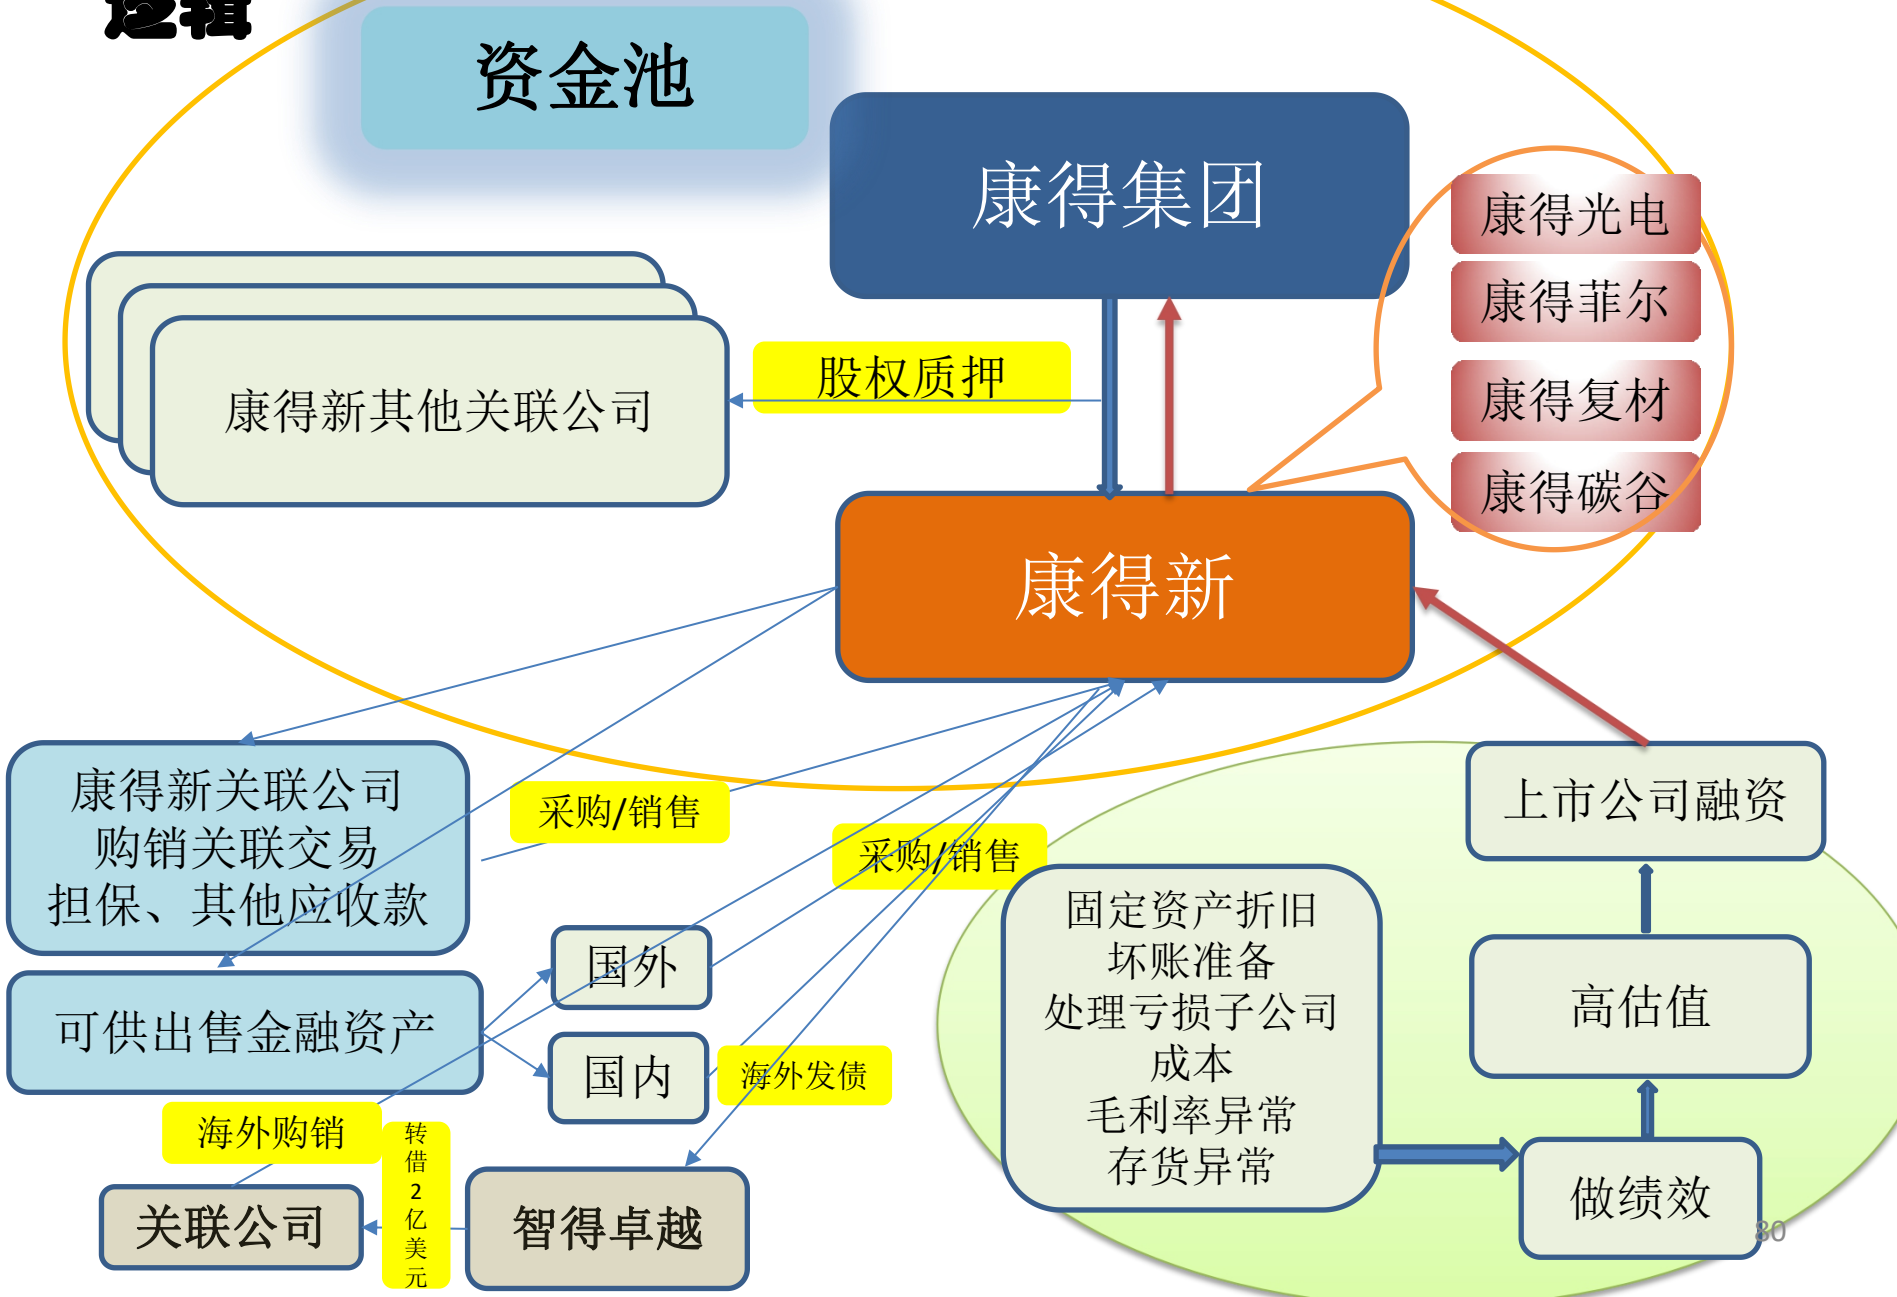 逻辑
资金池
康得集团
康得光电
康得菲尔
康得复材
康得碳谷
股权质押
康得新其他关联公司
康得新
康得新关联公司
购销关联交易
担保、其他应收款
采购/销售
采购/销售
上市公司融资
固定资产折旧
坏账准备
处理亏损子公司
成本
毛利率异常
存货异常
高估值
做绩效
国外
可供出售金融资产
国内
海外发债
海外购销
转
借
2
亿
美
元
关联公司
智得卓越
80